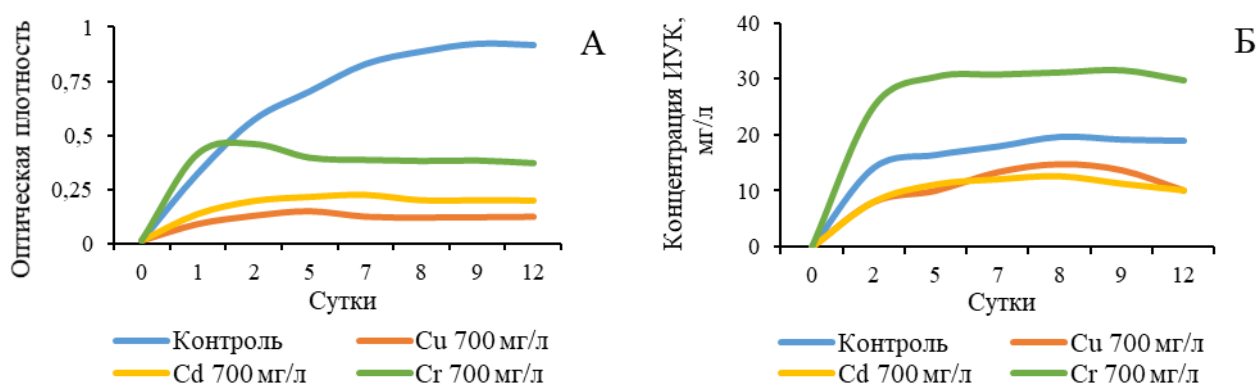 А
Оптическая плотность
1
0,75
0,5
0,25
0
0 1 2 5 7 8 9 12
Сутки
Контроль
Cu 700 мг/л
Cd 700 мг/л
Cr 700 мг/л
Б
Концентрация ИУК,
мг/л
40
30
20
10
0
0 2 5 7 8 9 12
Сутки
Контроль
Cu 700 мг/л
Cd 700 мг/л
Cr 700 мг/л